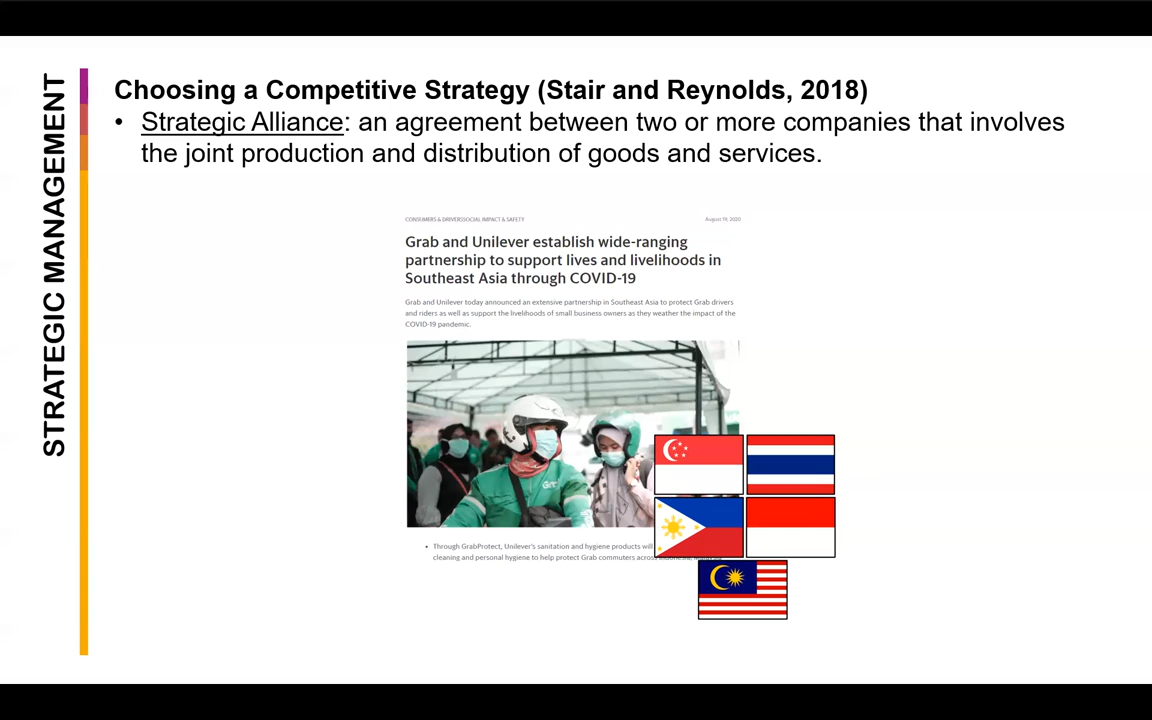 STRATEGIC MANAGEMENT
Choosing a Competitive Strategy (Stair and Reynolds, 2018)
• Strategic Alliance: an agreement between two or more companies that involves
the joint production and distribution of goods and services.
CONSUMERS & DRIVERSSOCIAL IMPACT & SAFETY
August 19, 2020
Grab and Unilever establish wide-ranging
partnership to support lives and livelihoods in
Southeast Asia through COVID-19
Grab and Unilever today announced an extensive partnership in Southeast Asia to protect Grab drivers
and riders as well as support the livelihoods of small business owners as they weather the impact of the
COVID-19 pandemic.
• Through GrabProtect, Unilever's sanitation and hygiene products will
cleaning and personal hygiene to help protect Grab commuters across